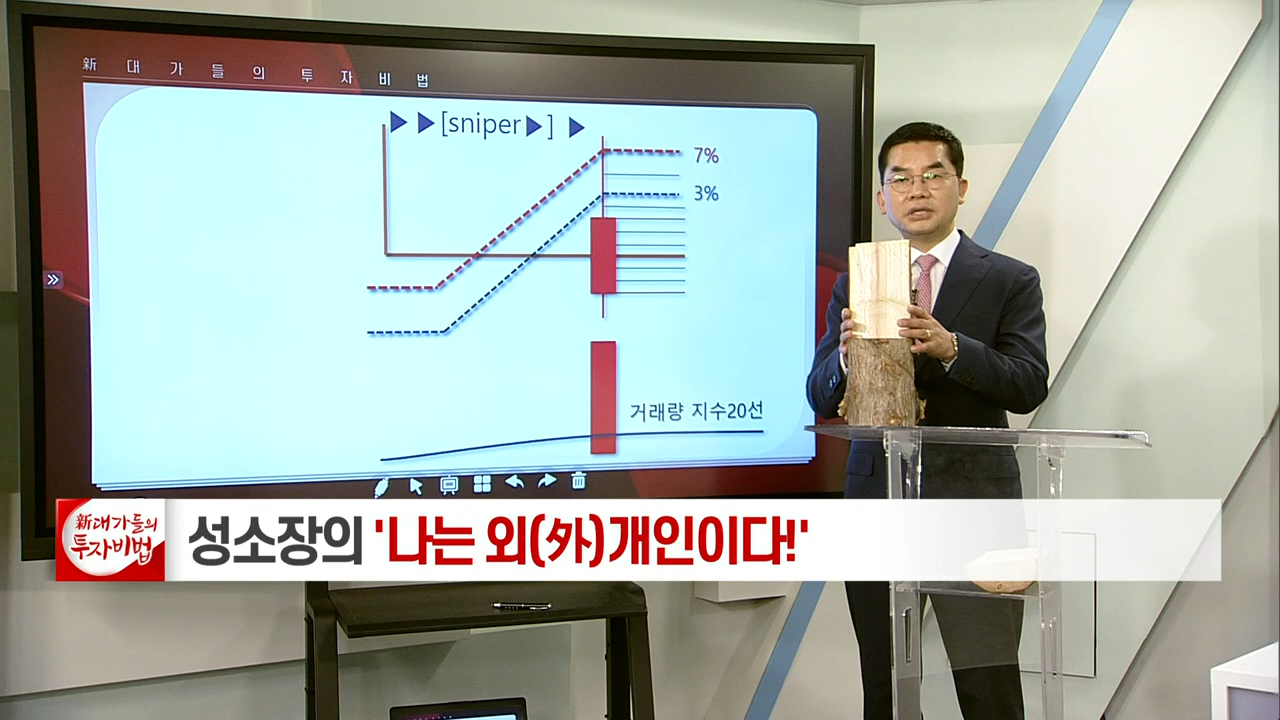 新 대 가 들 의 투 자 비 법
▶▶[sniper▶] ▶
7%
3%
거래량 지수20선
新대가들의
투자비법
성소장의 '나는 외(外)개인이다!'